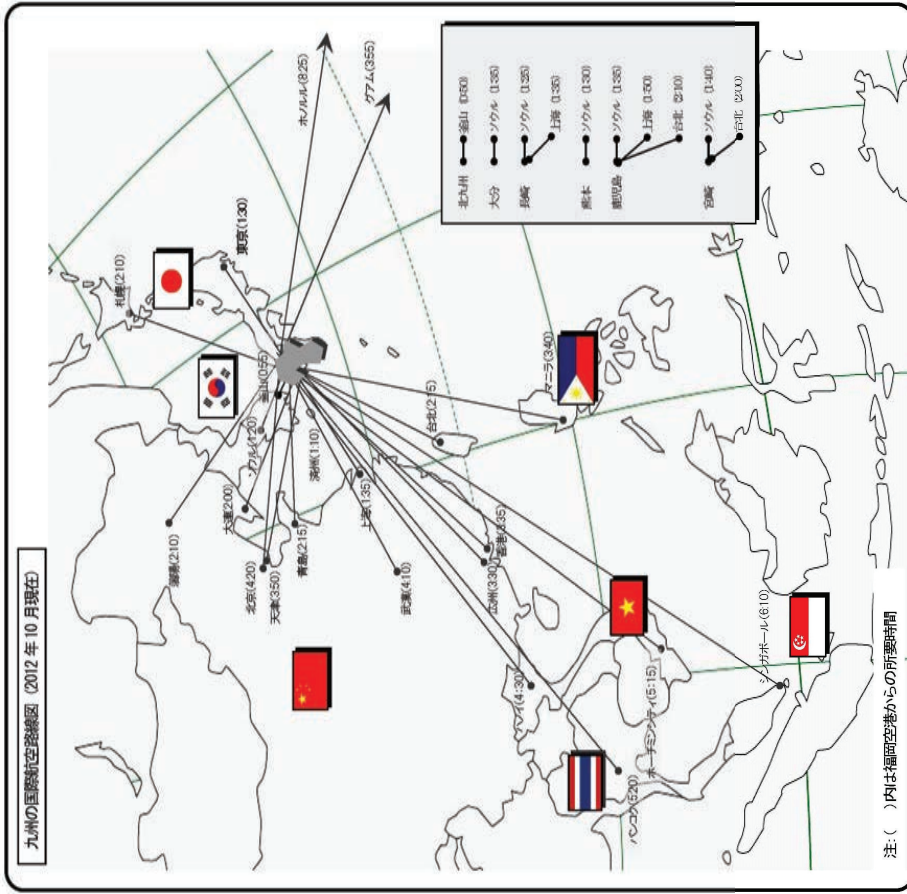 九州の国際航空路線図（2012年10月現在）
札幌(2:10)
東京(1:30)
ホノルル(8:25)
グアム(3:55)
釜山(0:55)
ソウル(1:20)
済州(1:10)
大連(2:00)
瀋陽(2:10)
北京(4:20)
天津(3:50)
青島(2:15)
上海(1:35)
武漢(4:10)
台北(2:15)
マニラ(3:40)
広州(3:30)
香港(3:35)
ハノイ(4:30)
バンコク(5:20)
ホーチミンシティ(5:15)
シンガポール(6:10)
北九州 釜山 (0:50)
大分 ソウル (1:35)
長崎 ソウル (1:25)
上海 (1:35)
熊本 ソウル (1:30)
鹿児島 ソウル (1:35)
上海 (1:50)
台北 (2:10)
宮崎 ソウル (1:40)
台北 (2:00)
注:(　)内は福岡空港からの所要時間